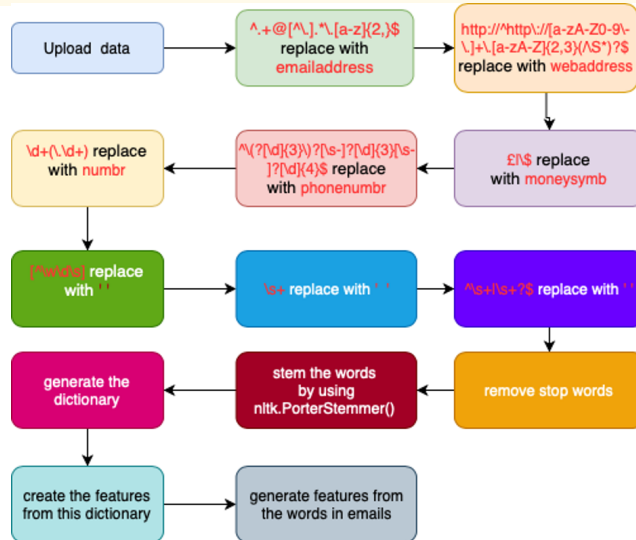 Upload data
^.+@[^\.].*\.[a-z]{2,}$
replace with
emailaddress
http://^http\://[a-zA-Z0-9\-
\.]+\.[a-zA-Z]{2,3}(/\S*)?$
replace with webaddress
£|\$ replace
with moneysymb
^\(?[\d]{3}\)?[\s-]?[\d]{3}[\s-
]?[\d]{4}$ replace
with phonenumbr
\d+(\.\d+) replace
with numbr
[^\w\d\s] replace
with ' '
\s+ replace with ' '
^\s+|\s+?$ replace with ' '
remove stop words
stem the words
by using
nltk.PorterStemmer()
generate the
dictionary
create the features
from this dictionary
generate features from
the words in emails